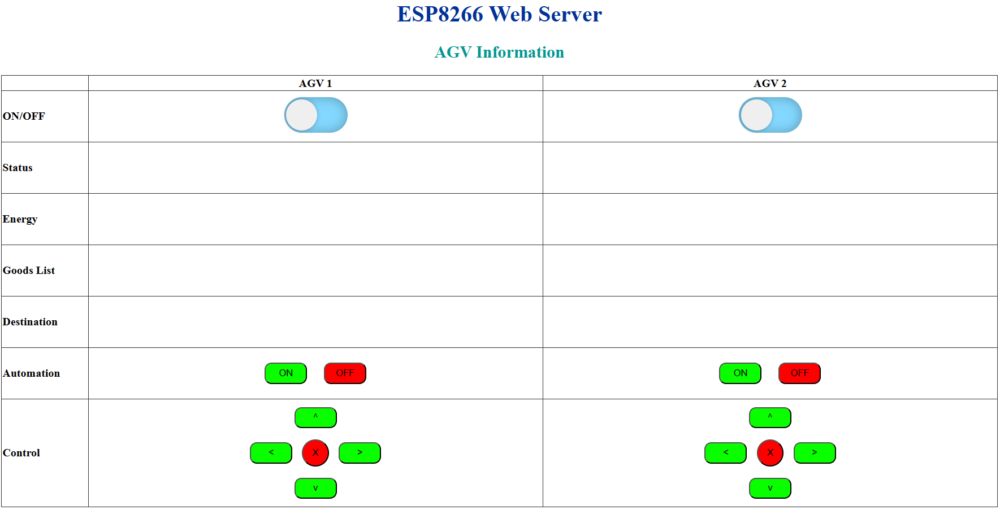 ESP8266 Web Server
AGV Information
AGV 1 AGV 2
ON/OFF
Status
Energy
Goods List
Destination
Automation ON OFF ON OFF
^ ^
Control < X > < X >
v v